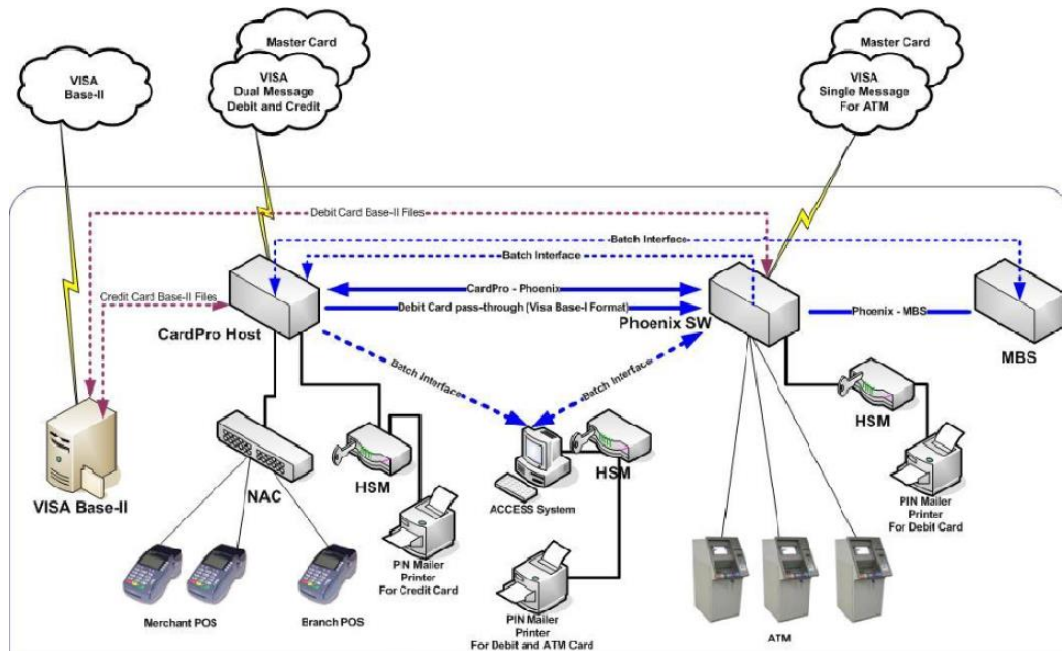 Master Card
VISA
Base-II
VISA
Dual Message
Debit and Credit
Master Card
VISA
Single Message
For ATM
Debit Card Base-II Files
Batch Interface
Batch Interface
Credit Card Base-II Files
CardPro - Phoenix
Debit Card pass-through (Visa Base-I Format)
CardPro Host
Phoenix SW
Phoenix - MBS
MBS
Batch Interface
Batch Interface
HSM
VISA Base-II
NAC
HSM
HSM
ACCESS System
PIN Mailer
Printer
For Debit Card
PIN Mailer
Printer
For Credit Card
Merchant POS
Branch POS
PIN Mailer
Printer
For Debit and ATM Card
ATM